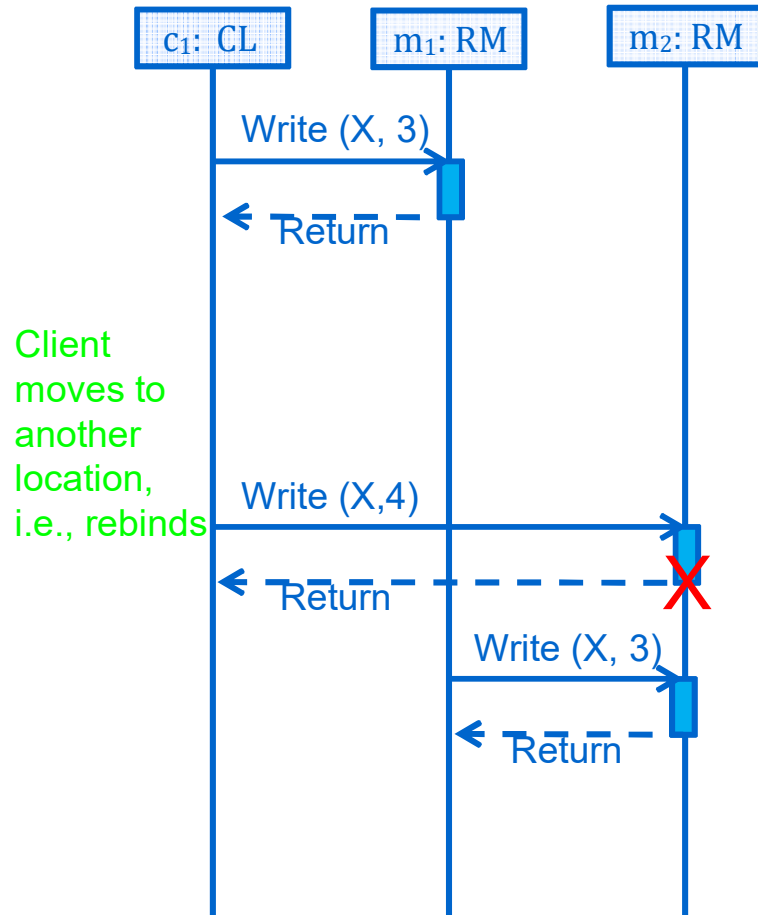 c₁: CL
m₁: RM
m₂: RM
Write (X, 3)
Return
Client
moves to
another
location,
i.e., rebinds
Write (X,4)
Return
X
Write (X, 3)
Return